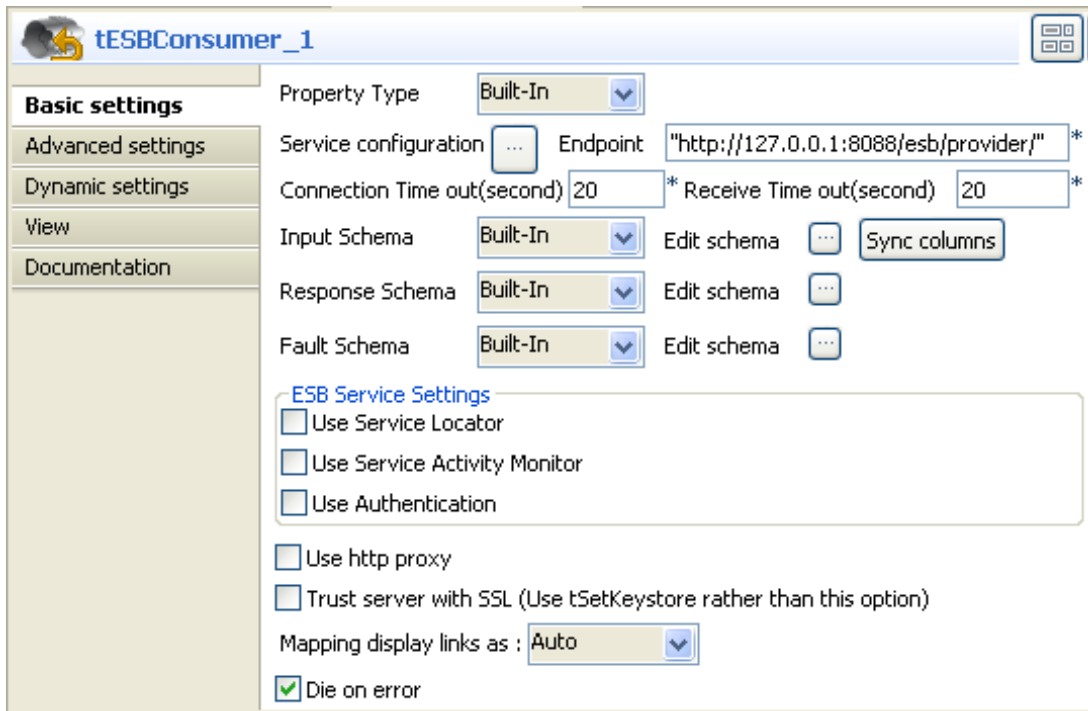 tESBConsumer_1
Basic settings
Advanced settings
Dynamic settings
View
Documentation
Property Type Built-In
Service configuration ... Endpoint "http://127.0.0.1:8088/esb/provider/" *
Connection Time out(second) 20 * Receive Time out(second) 20 *
Input Schema Built-In Edit schema ... Sync columns
Response Schema Built-In Edit schema ...
Fault Schema Built-In Edit schema ...
ESB Service Settings
Use Service Locator
Use Service Activity Monitor
Use Authentication
Use http proxy
Trust server with SSL (Use tSetKeystore rather than this option)
Mapping display links as : Auto
Die on error